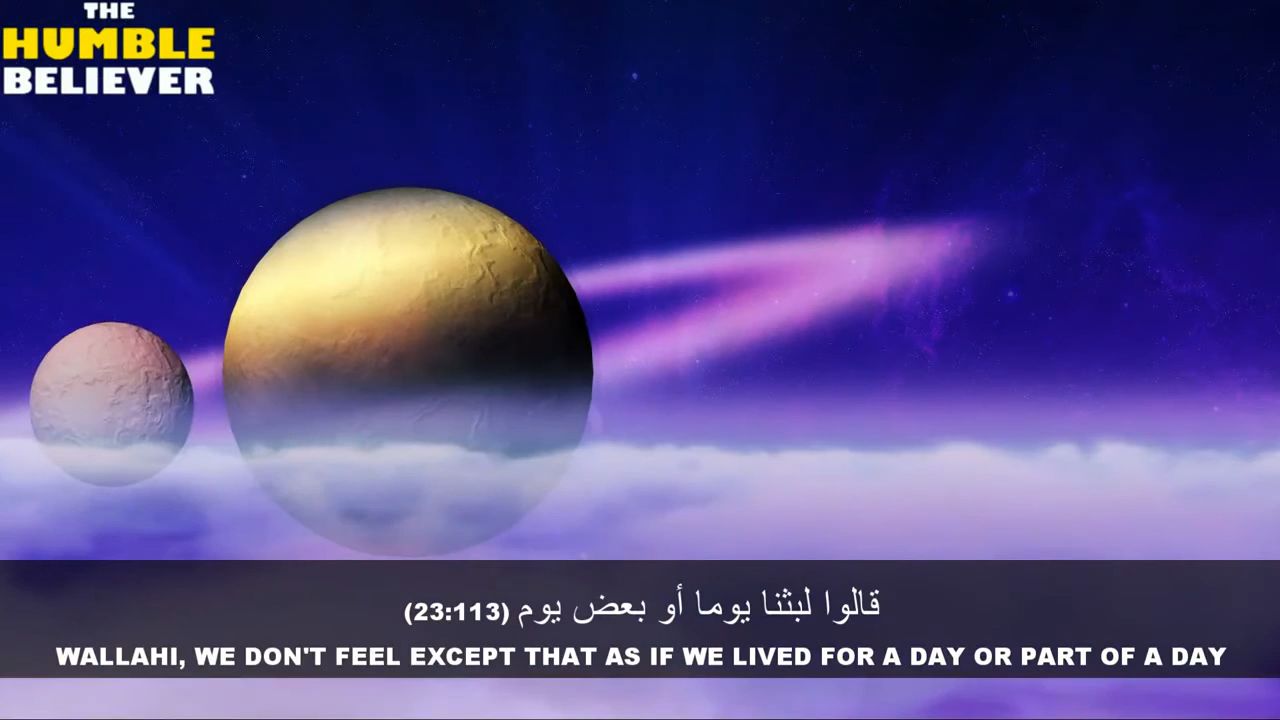 THE
HUMBLE
BELIEVER
قالوا لبثنا يوما أو بعض يوم (23:113)
WALLAHI, WE DON'T FEEL EXCEPT THAT AS IF WE LIVED FOR A DAY OR PART OF A DAY